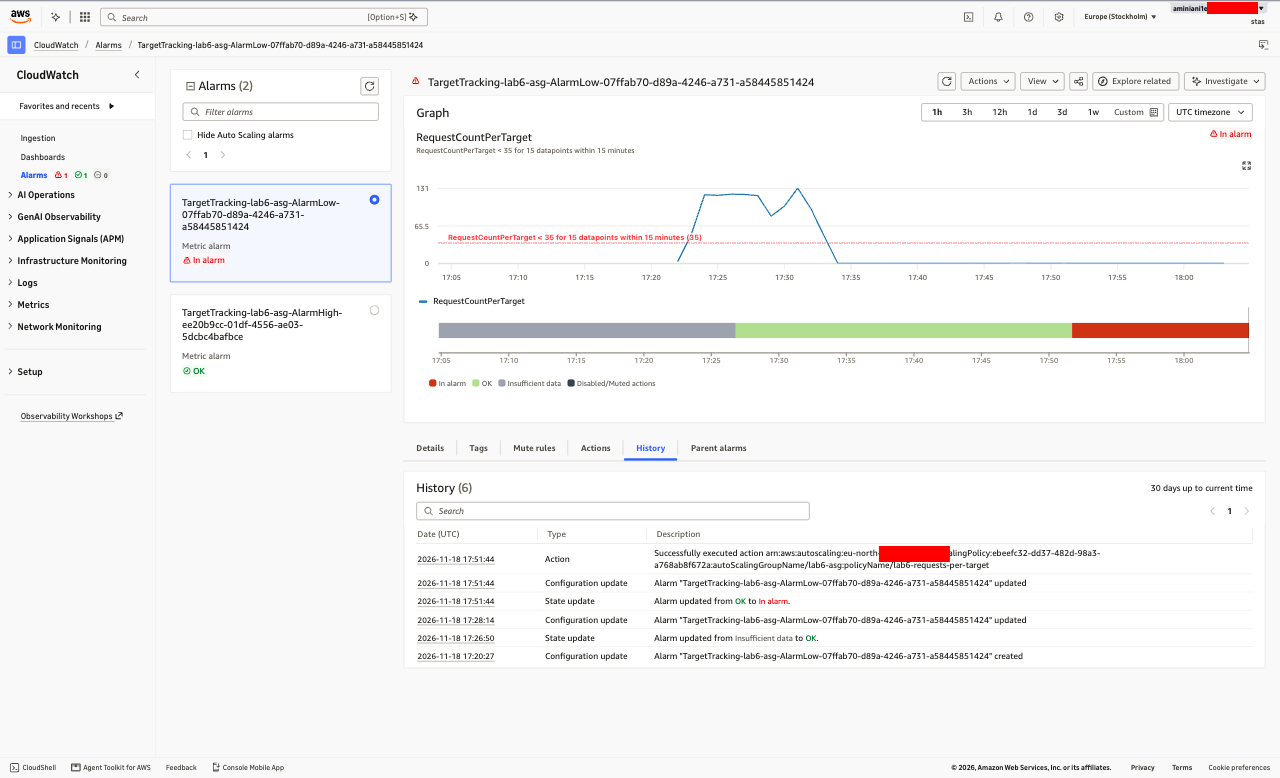 aws
Search
[Option+S]
Europe (Stockholm)
aminiani1e
stas
CloudWatch / Alarms / TargetTracking-lab6-asg-AlarmLow-07ffab70-d89a-4246-a731-a58445851424
CloudWatch
Favorites and recents
Ingestion
Dashboards
Alarms 1 1 0
AI Operations
GenAI Observability
Application Signals (APM)
Infrastructure Monitoring
Logs
Metrics
Network Monitoring
Setup
Observability Workshops
Alarms (2)
Filter alarms
Hide Auto Scaling alarms
1
TargetTracking-lab6-asg-AlarmLow-
07ffab70-d89a-4246-a731-
a58445851424
Metric alarm
In alarm
TargetTracking-lab6-asg-AlarmHigh-
ee20b9cc-01df-4556-ae03-
5dcbc4bafbce
Metric alarm
OK
TargetTracking-lab6-asg-AlarmLow-07ffab70-d89a-4246-a731-a58445851424
Actions
View
Explore related
Investigate
Graph
1h 3h 12h 1d 3d 1w Custom
UTC timezone
RequestCountPerTarget
In alarm
RequestCountPerTarget < 35 for 15 datapoints within 15 minutes
131
65.5
RequestCountPerTarget < 35 for 15 datapoints within 15 minutes (35)
0
17:05 17:10 17:15 17:20 17:25 17:30 17:35 17:40 17:45 17:50 17:55 18:00
RequestCountPerTarget
17:05 17:10 17:15 17:20 17:25 17:30 17:35 17:40 17:45 17:50 17:55 18:00
In alarm OK Insufficient data Disabled/Muted actions
Details Tags Mute rules Actions History Parent alarms
History (6)
30 days up to current time
Search
1
Date (UTC) Type Description
2026-11-18 17:51:44 Action Successfully executed action arn:aws:autoscaling:eu-north- alingPolicy:ebeefc32-dd37-482d-98a3-
a768ab8f672a:autoScalingGroupName/lab6-asg:policyName/lab6-requests-per-target
2026-11-18 17:51:44 Configuration update Alarm "TargetTracking-lab6-asg-AlarmLow-07ffab70-d89a-4246-a731-a58445851424" updated
2026-11-18 17:51:44 State update Alarm updated from OK to In alarm.
2026-11-18 17:28:14 Configuration update Alarm "TargetTracking-lab6-asg-AlarmLow-07ffab70-d89a-4246-a731-a58445851424" updated
2026-11-18 17:26:50 State update Alarm updated from Insufficient data to OK.
2026-11-18 17:20:27 Configuration update Alarm "TargetTracking-lab6-asg-AlarmLow-07ffab70-d89a-4246-a731-a58445851424" created
CloudShell
Agent Toolkit for AWS
Feedback
Console Mobile App
© 2026, Amazon Web Services, Inc. or its affiliates.
Privacy
Terms
Cookie preferences